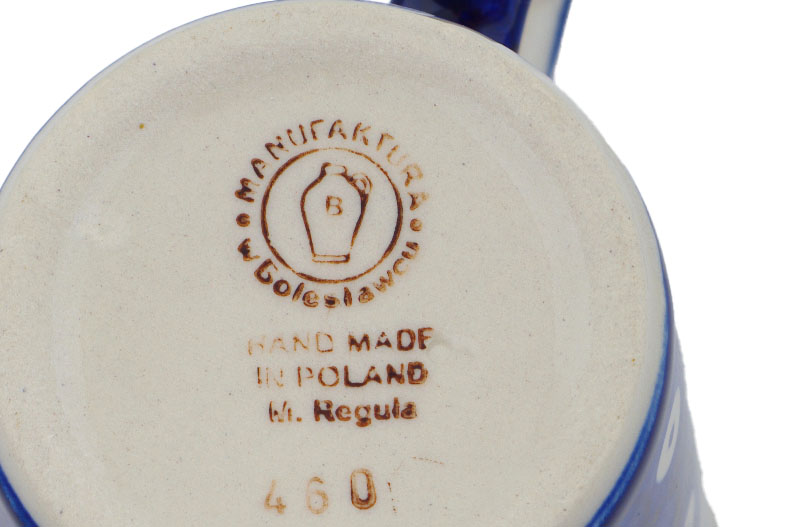 MANUFAKTURA
w Bolesławcu
B
HAND MADE
IN POLAND
M. Regula
460